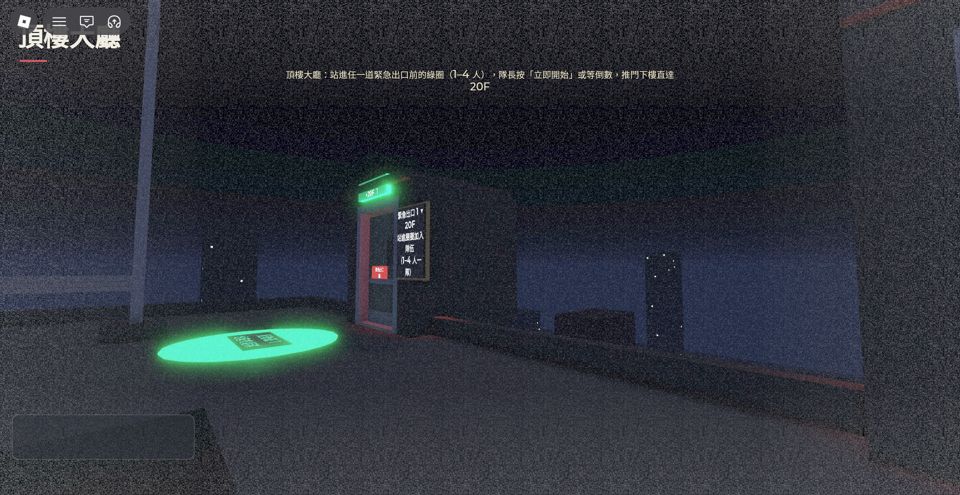 頂樓大廳
頂樓大廳：站進任一道緊急出口前的綠圈（1–4 人），隊長按「立即開始」或等倒數，推門下樓直達
20F
緊急出口 1 ▼
20F
站進圈圈加入
隊伍
(1–4 人一
隊)